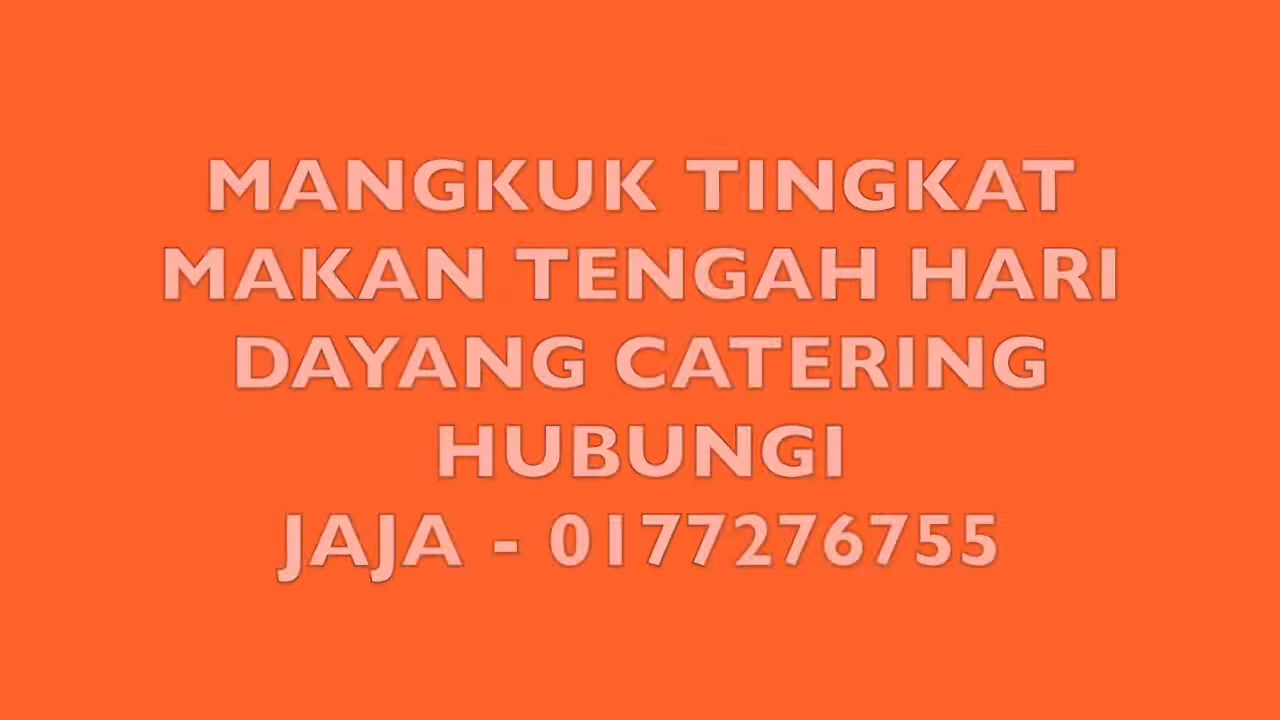 MANGKUK TINGKAT
MAKAN TENGAH HARI
DAYANG CATERING
HUBUNGI
JAJA - 0177276755